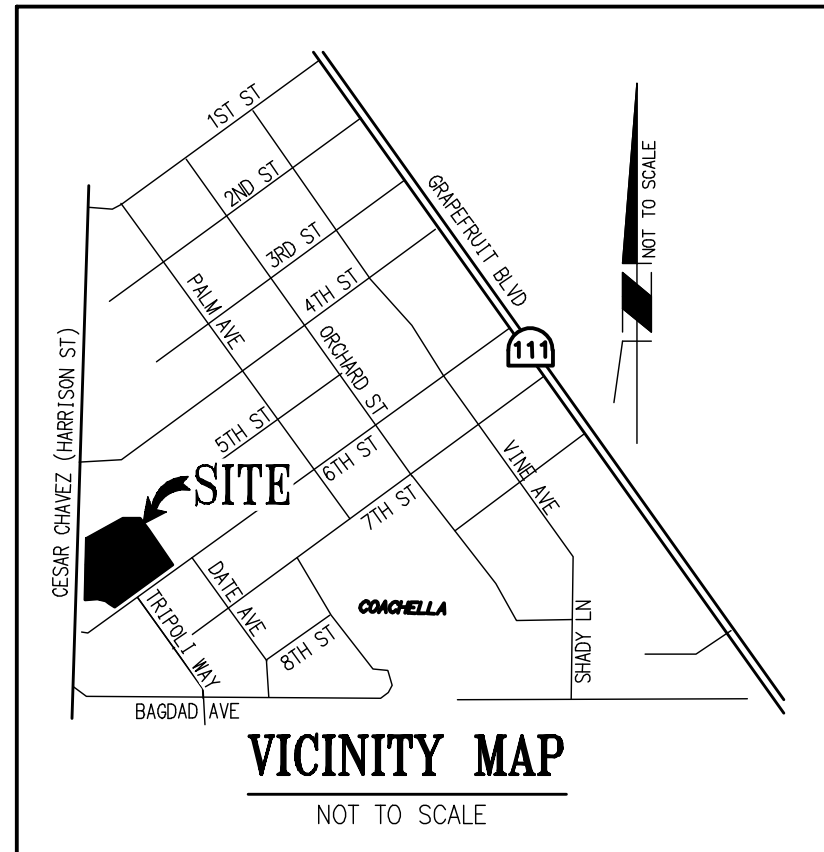 1ST ST
2ND ST
3RD ST
4TH ST
GRAPEFRUIT BLVD
NOT TO SCALE
PALM AVE
ORCHARD ST
111
CESAR CHAVEZ (HARRISON ST)
5TH ST
6TH ST
7TH ST
VINE AVE
SITE
DATE AVE
TRIPOLI WAY
8TH ST
COACHELLA
SHADY LN
BAGDAD AVE
VICINITY MAP
NOT TO SCALE